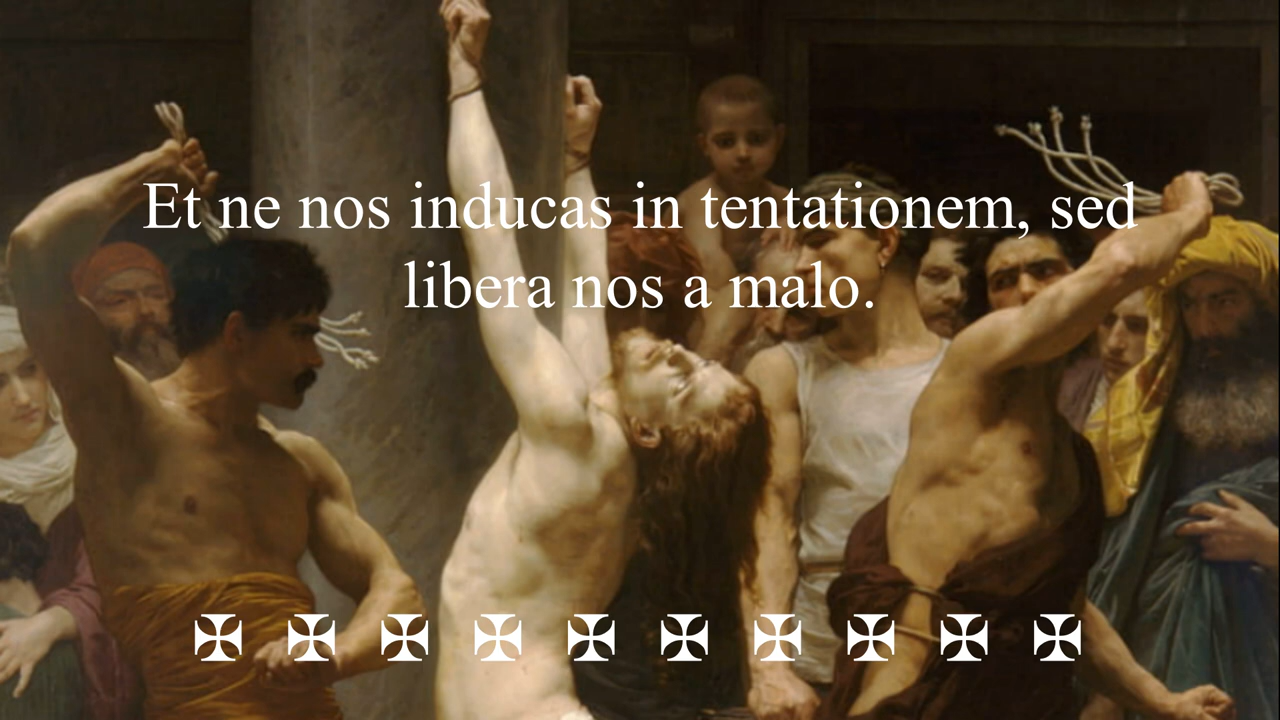 Et ne nos inducas in tentationem, sed
libera nos a malo.
✠ ✠ ✠ ✠ ✠ ✠ ✠ ✠ ✠ ✠